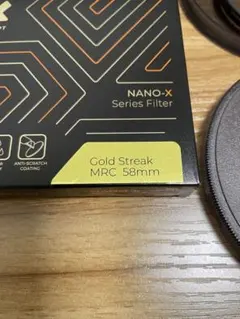 NANO-X
Series Filter
ANTI-SCRATCH
COATING
Gold Streak
MRC 58mm